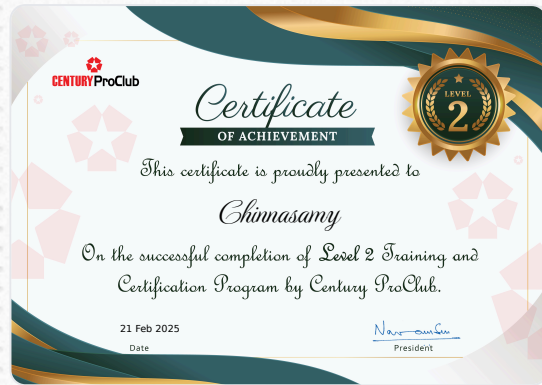 CENTURY ProClub
LEVEL
2
Certificate
OF ACHIEVEMENT
This certificate is proudly presented to
Chinnasamy
On the successful completion of Level 2 Training and
Certification Program by Century ProClub.
21 Feb 2025
Date
President